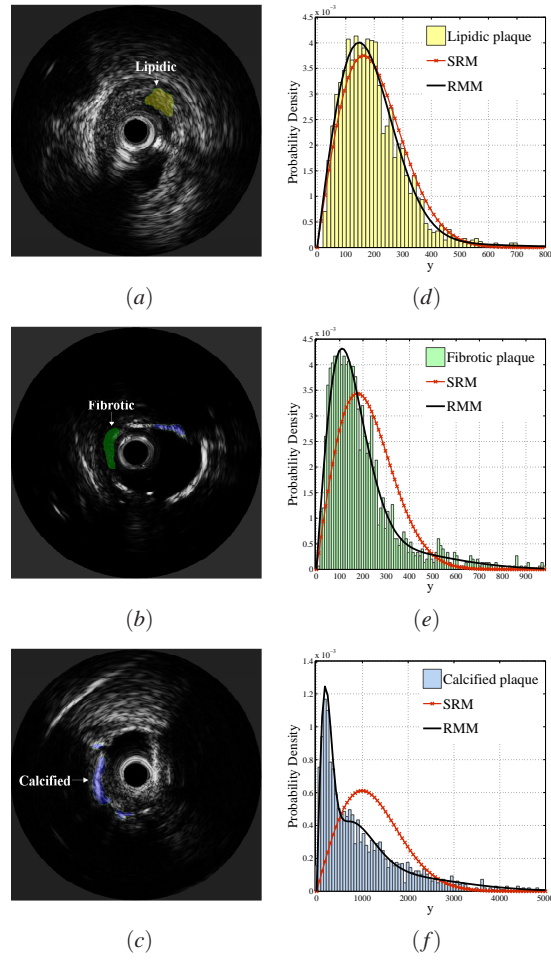 Lipidic
x 10⁻³
4.5
4
3.5
3
2.5
2
1.5
1
0.5
0
Probability Density
Lipidic plaque
SRM
RMM
0 100 200 300 400 500 600 700 800
y
(a)
(d)
Fibrotic
x 10⁻³
4.5
4
3.5
3
2.5
2
1.5
1
0.5
0
Probability Density
Fibrotic plaque
SRM
RMM
0 100 200 300 400 500 600 700 800 900
y
(b)
(e)
Calcified
x 10⁻³
1.4
1.2
1
0.8
0.6
0.4
0.2
0
Probability Density
Calcified plaque
SRM
RMM
0 1000 2000 3000 4000 5000
y
(c)
(f)